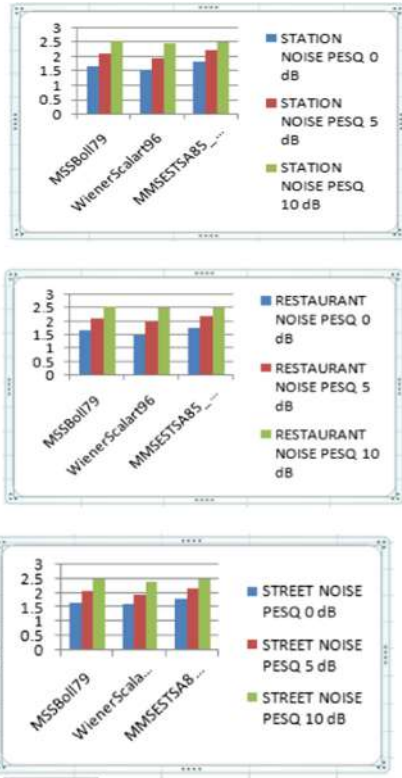 3
2.5
2
1.5
1
0.5
0
MSSBoll79
WienerScalart96
MMSESTSA85_...
STATION
NOISE PESQ 0
dB
STATION
NOISE PESQ 5
dB
STATION
NOISE PESQ
10 dB
3
2.5
2
1.5
1
0.5
0
MSSBoll79
WienerScalart96
MMSESTSA85_...
RESTAURANT
NOISE PESQ 0
dB
RESTAURANT
NOISE PESQ 5
dB
RESTAURANT
NOISE PESQ 10
dB
3
2.5
2
1.5
1
0.5
0
MSSBoll79
WienerScala...
MMSESTSA8...
STREET NOISE
PESQ 0 dB
STREET NOISE
PESQ 5 dB
STREET NOISE
PESQ 10 dB